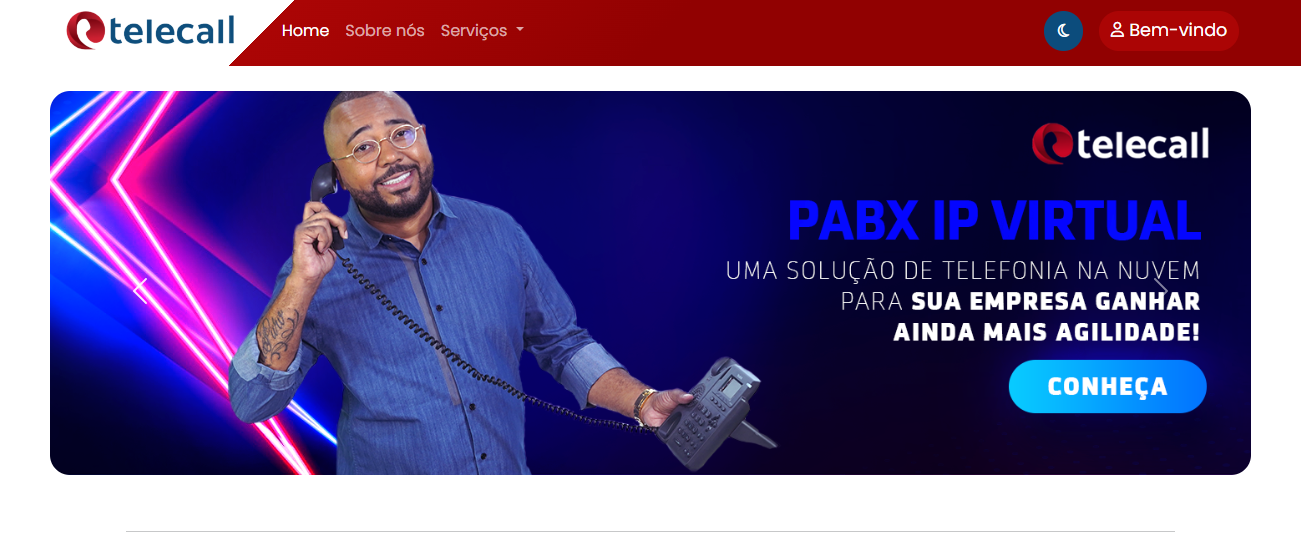 telecall
Home Sobre nós Serviços
Bem-vindo
telecall
PABX IP VIRTUAL
UMA SOLUÇÃO DE TELEFONIA NA NUVEM
PARA SUA EMPRESA GANHAR
AINDA MAIS AGILIDADE!
CONHEÇA